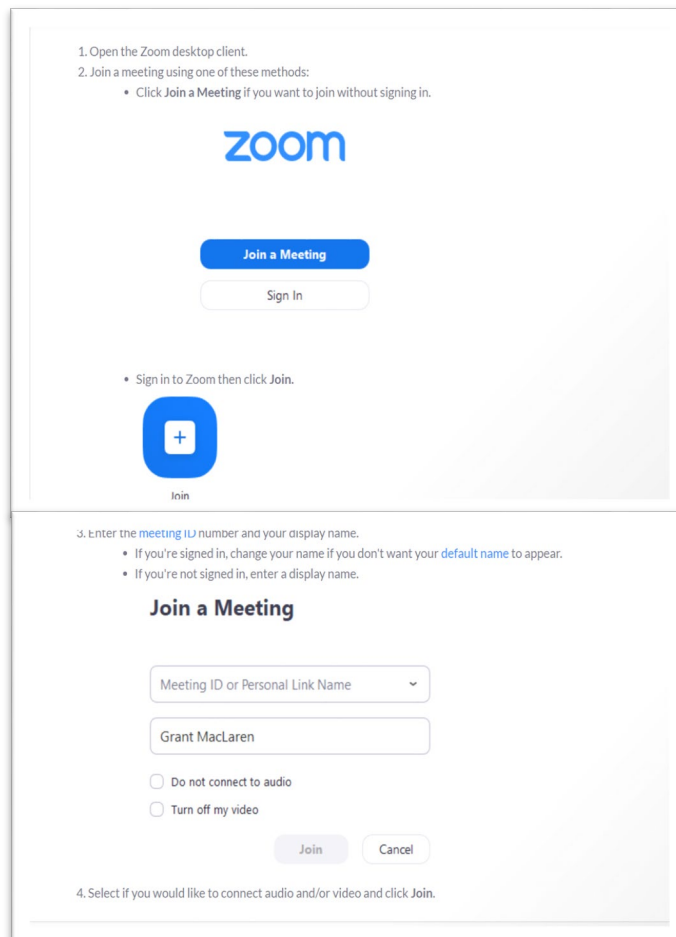 1. Open the Zoom desktop client.
2. Join a meeting using one of these methods:
• Click Join a Meeting if you want to join without signing in.
zoom
Join a Meeting
Sign In
• Sign in to Zoom then click Join.
Join
3. Enter the meeting ID number and your display name.
• If you're signed in, change your name if you don't want your default name to appear.
• If you're not signed in, enter a display name.
Join a Meeting
Meeting ID or Personal Link Name
Grant MacLaren
Do not connect to audio
Turn off my video
Join Cancel
4. Select if you would like to connect audio and/or video and click Join.